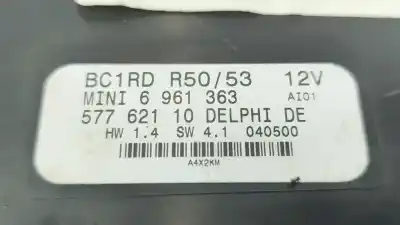 BC1RD R50/53 12V
MINI 6 961 363 AI01
577 621 10 DELPHI DE
HW 1.4 SW 4.1 040500
A4X2KM